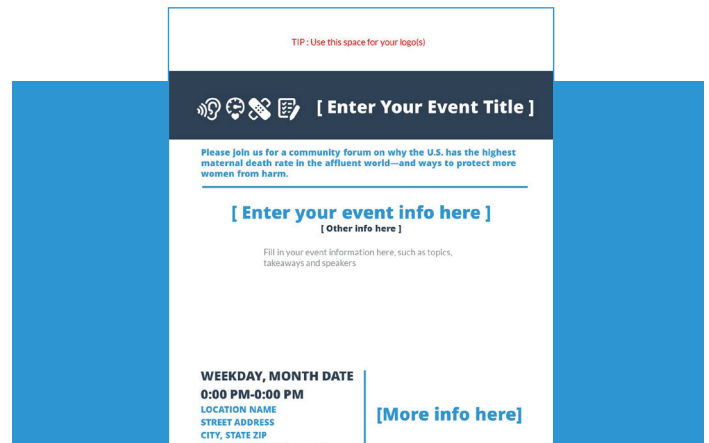 TIP : Use this space for your logo(s)
[ Enter Your Event Title ]
Please join us for a community forum on why the U.S. has the highest
maternal death rate in the affluent world—and ways to protect more
women from harm.
[ Enter your event info here ]
[ Other info here ]
Fill in your event information here, such as topics,
takeaways and speakers
WEEKDAY, MONTH DATE
0:00 PM-0:00 PM
LOCATION NAME
STREET ADDRESS
CITY, STATE ZIP
[More info here]